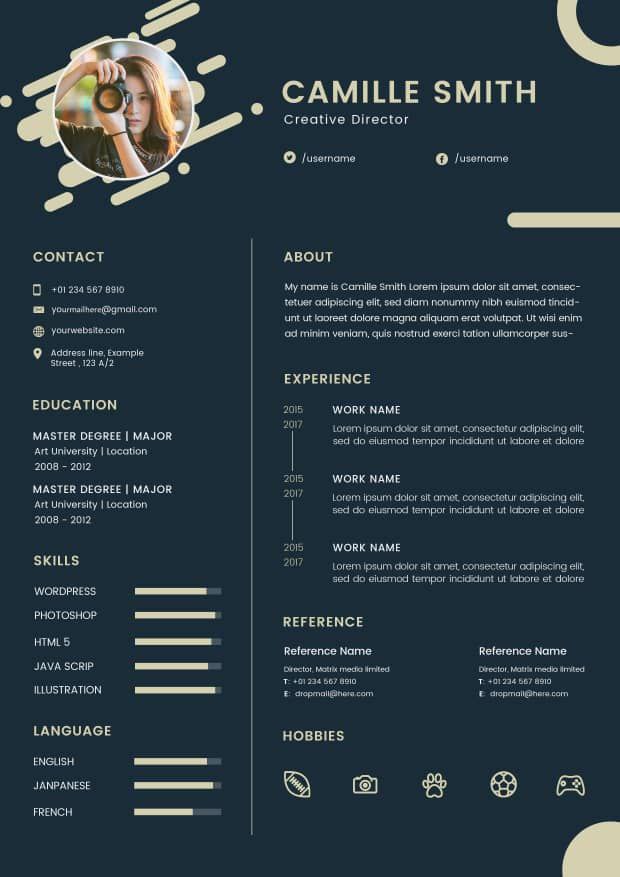 CAMILLE SMITH
Creative Director
/username
/username
CONTACT
+01 234 567 8910
yourmailhere@gmail.com
yourwebsite.com
Address line, Example
Street , 123 A/2
EDUCATION
MASTER DEGREE | MAJOR
Art University | Location
2008 - 2012
MASTER DEGREE | MAJOR
Art University | Location
2008 - 2012
SKILLS
WORDPRESS
PHOTOSHOP
HTML 5
JAVA SCRIP
ILLUSTRATION
LANGUAGE
ENGLISH
JANPANESE
FRENCH
ABOUT
My name is Camille Smith Lorem ipsum dolor sit amet, consec-
tetuer adipiscing elit, sed diam nonummy nibh euismod tincid-
unt ut laoreet dolore magna aliquam erat volutpat. Ut wisi enim
ad minim veniam, quis nostrud exerci tation ullamcorper sus-
EXPERIENCE
2015
2017
WORK NAME
Lorem ipsum dolor sit amet, consectetur adipiscing elit,
sed do eiusmod tempor incididunt ut labore et dolore
2015
2017
WORK NAME
Lorem ipsum dolor sit amet, consectetur adipiscing elit,
sed do eiusmod tempor incididunt ut labore et dolore
2015
2017
WORK NAME
Lorem ipsum dolor sit amet, consectetur adipiscing elit,
sed do eiusmod tempor incididunt ut labore et dolore
REFERENCE
Reference Name
Director, Matrix media limited
T: +01 234 567 8910
E: dropmail@here.com
Reference Name
Director, Matrix media limited
T: +01 234 567 8910
E: dropmail@here.com
HOBBIES